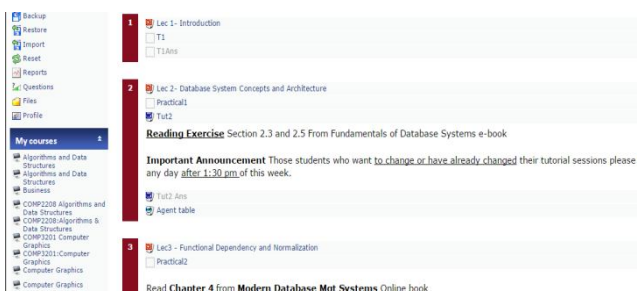 Backup
Restore
Import
Reset
Reports
Questions
Files
Profile
My courses
Algorithms and Data
Structures
Algorithms and Data
Structures
Business
COMP2208 Algorithms and
Data Structures
COMP2208:Algorithms &
Data Structures
COMP3201 Computer
Graphics
COMP3201:Computer
Graphics
Computer Graphics
Computer Graphics
1
Lec 1- Introduction
T1
T1Ans
2
Lec 2- Database System Concepts and Architecture
Practical1
Tut2
Reading Exercise Section 2.3 and 2.5 From Fundamentals of Database Systems e-book
Important Announcement Those students who want to change or have already changed their tutorial sessions please
any day after 1:30 pm of this week.
Tut2 Ans
Agent table
3
Lec3 - Functional Dependency and Normalization
Practical2
Read Chapter 4 from Modern Database Mgt Systems Online book.